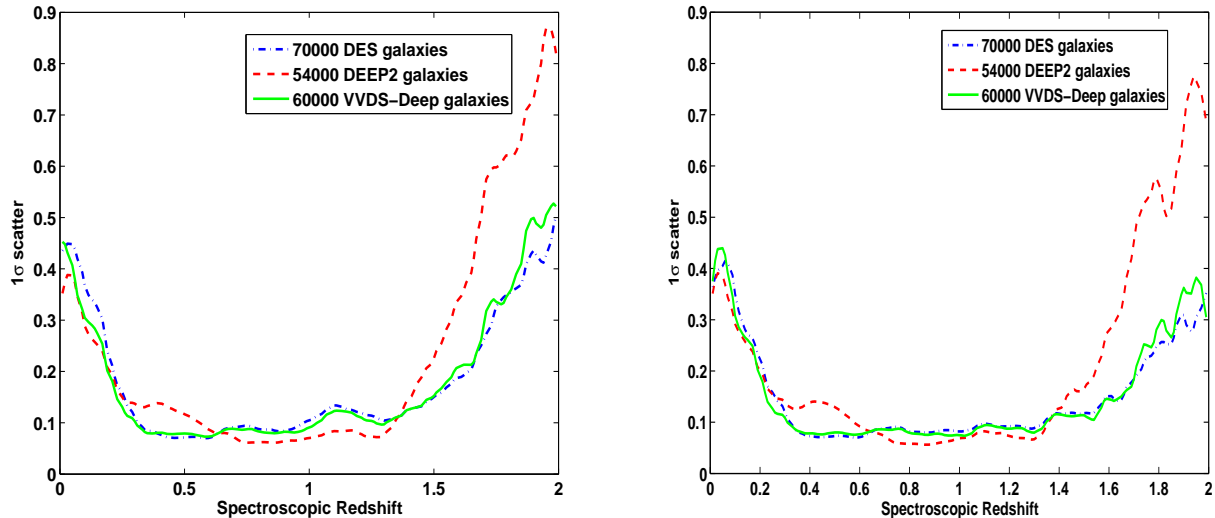 0.9
0.8
0.7
0.6
0.5
0.4
0.3
0.2
0.1
0
1σ scatter
70000 DES galaxies
54000 DEEP2 galaxies
60000 VVDS−Deep galaxies
0 0.5 1 1.5 2
Spectroscopic Redshift
0.9
0.8
0.7
0.6
0.5
0.4
0.3
0.2
0.1
0
1σ scatter
70000 DES galaxies
54000 DEEP2 galaxies
60000 VVDS−Deep galaxies
0 0.2 0.4 0.6 0.8 1 1.2 1.4 1.6 1.8 2
Spectroscopic Redshift